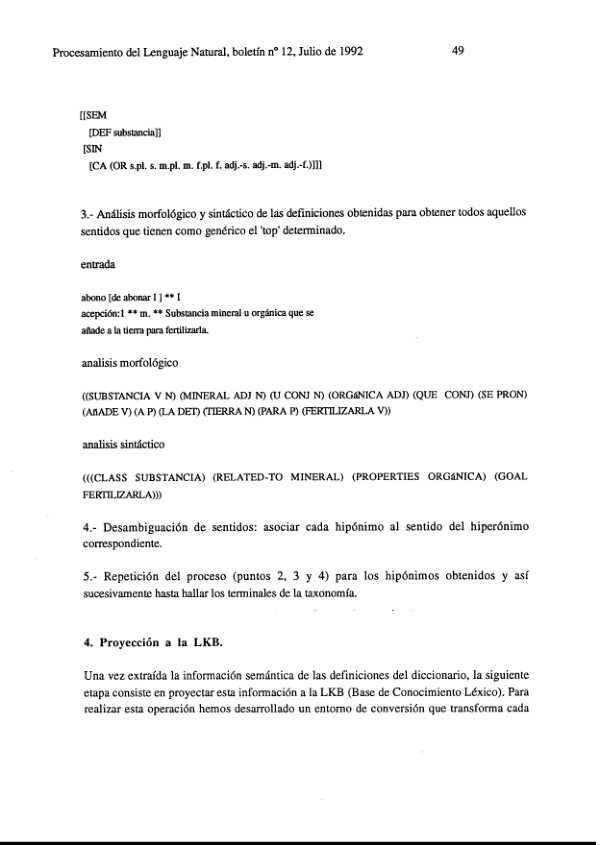 Procesamiento del Lenguaje Natural, boletín nº 12, Julio de 1992 49
[[SEM
[DEF substancia]]
[SIN
[CA (OR s.pl. s. m.pl. m. f.pl. f. adj.-s. adj.-m. adj.-f.)]]]
3.- Análisis morfológico y sintáctico de las definiciones obtenidas para obtener todos aquellos
sentidos que tienen como genérico el 'top' determinado.
entrada
abono [de abonar I ] ** I
acepción:1 ** m. ** Substancia mineral u orgánica que se
añade a la tierra para fertilizarla.
analisis morfológico
((SUBSTANCIA V N) (MINERAL ADJ N) (U CONJ N) (ORGáNICA ADJ) (QUE CONJ) (SE PRON)
(AñADE V) (A P) (LA DET) (TIERRA N) (PARA P) (FERTILIZARLA V))
analisis sintáctico
(((CLASS SUBSTANCIA) (RELATED-TO MINERAL) (PROPERTIES ORGáNICA) (GOAL
FERTILIZARLA)))
4.- Desambiguación de sentidos: asociar cada hipónimo al sentido del hiperónimo
correspondiente.
5.- Repetición del proceso (puntos 2, 3 y 4) para los hipónimos obtenidos y así
sucesivamente hasta hallar los terminales de la taxonomía.
4. Proyección a la LKB.
Una vez extraída la información semántica de las definiciones del diccionario, la siguiente
etapa consiste en proyectar esta información a la LKB (Base de Conocimiento Léxico). Para
realizar esta operación hemos desarrollado un entorno de conversión que transforma cada